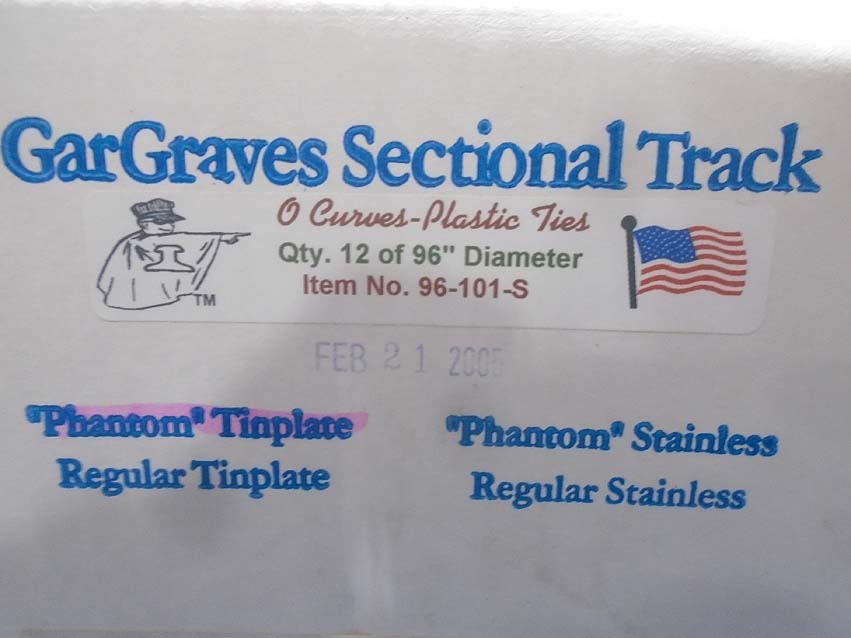 GarGraves Sectional Track
O Curves-Plastic Ties
Qty. 12 of 96" Diameter
Item No. 96-101-S
TM
FEB 21 2005
"Phantom" Tinplate
"Phantom" Stainless
Regular Tinplate
Regular Stainless